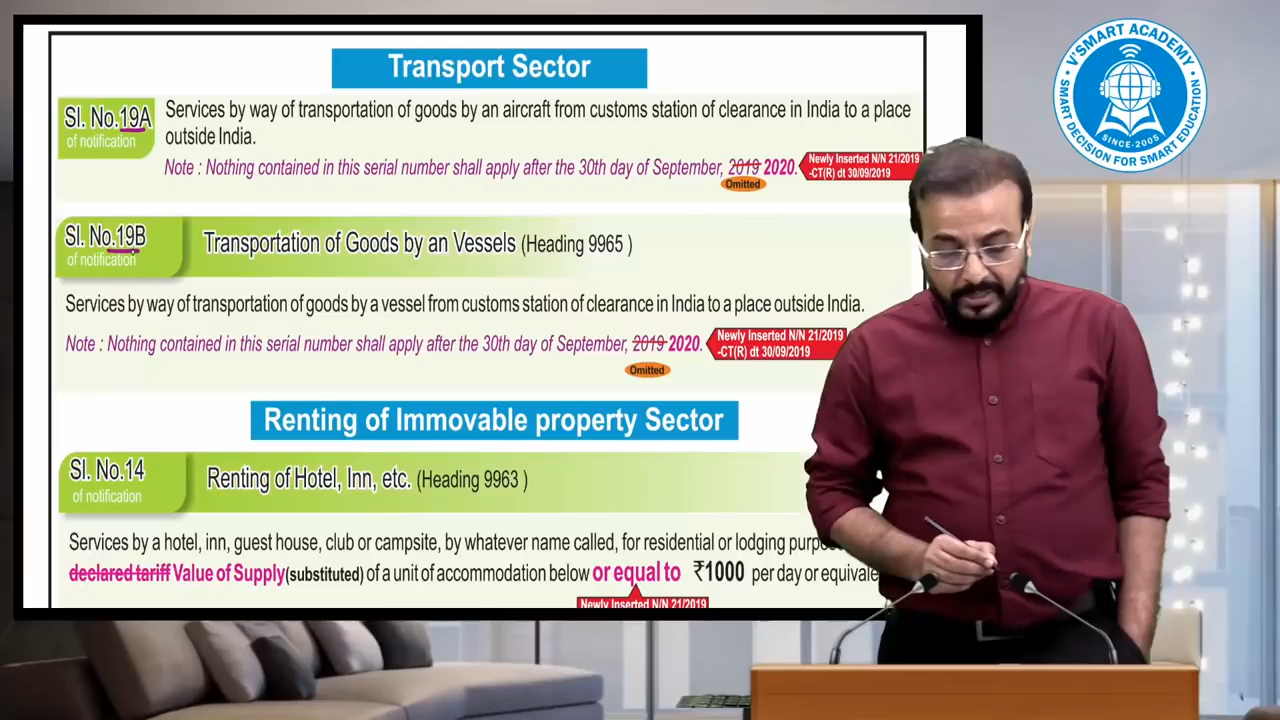 Transport Sector
Sl. No.19A
of notification
Services by way of transportation of goods by an aircraft from customs station of clearance in India to a place
outside India.
Note : Nothing contained in this serial number shall apply after the 30th day of September, 2019 2020.
Omitted
Newly Inserted N/N 21/2019
-CT(R) dt 30/09/2019
Sl. No.19B
of notification
Transportation of Goods by an Vessels (Heading 9965 )
Services by way of transportation of goods by a vessel from customs station of clearance in India to a place outside India.
Note : Nothing contained in this serial number shall apply after the 30th day of September, 2019 2020.
Omitted
Newly Inserted N/N 21/2019
-CT(R) dt 30/09/2019
Renting of Immovable property Sector
Sl. No.14
of notification
Renting of Hotel, Inn, etc. (Heading 9963 )
Services by a hotel, inn, guest house, club or campsite, by whatever name called, for residential or lodging
declared tariff Value of Supply(substituted) of a unit of accommodation below or equal to ₹1000 per day or
Newly Inserted N/N 21/2019
V'SMART ACADEMY
SINCE-2005
SMART DECISION FOR SMART EDUCATION